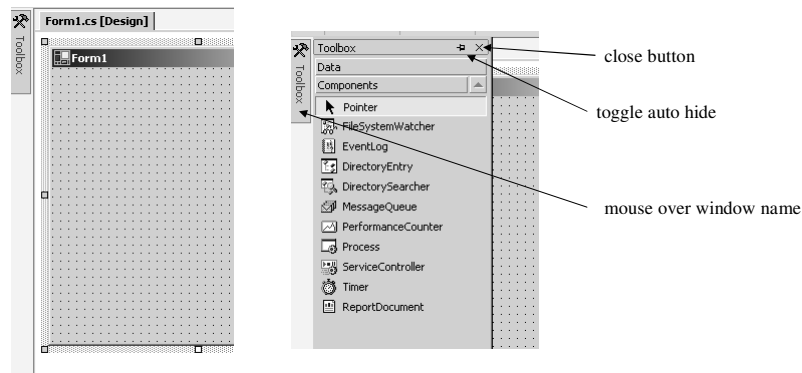 Form1.cs [Design]
Toolbox
Form1
Toolbox
Toolbox
Data
Components
Pointer
FileSystemWatcher
EventLog
DirectoryEntry
DirectorySearcher
MessageQueue
PerformanceCounter
Process
ServiceController
Timer
ReportDocument
close button
toggle auto hide
mouse over window name